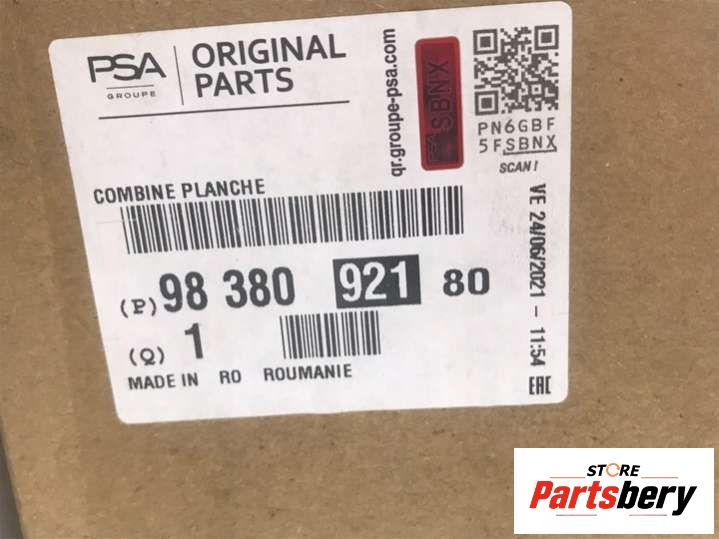 PSA
GROUPE
ORIGINAL
PARTS
qr.groupe-psa.com
PSA SBNX
PN6GBF
5FSBNX
SCAN!
COMBINE PLANCHE
(P) 98 380 921 80
(Q) 1
MADE IN RO ROUMANIE
VE 24/06/2021 - 11:54
EAC
STORE
Partsbery